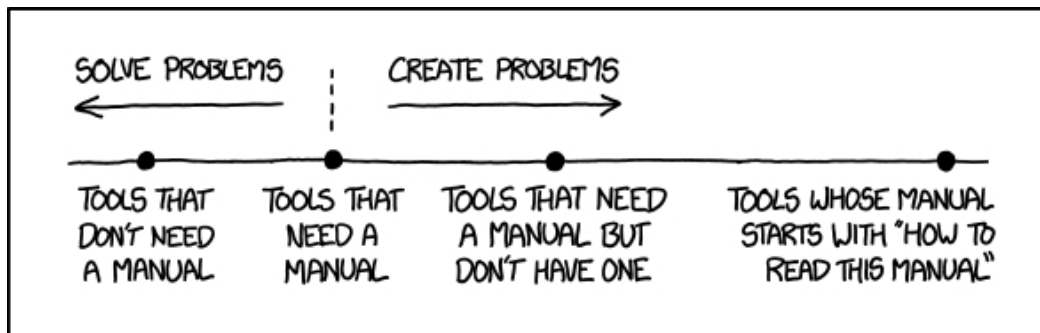 SOLVE PROBLEMS
CREATE PROBLEMS
TOOLS THAT
DON'T NEED
A MANUAL
TOOLS THAT
NEED A
MANUAL
TOOLS THAT NEED
A MANUAL BUT
DON'T HAVE ONE
TOOLS WHOSE MANUAL
STARTS WITH "HOW TO
READ THIS MANUAL"